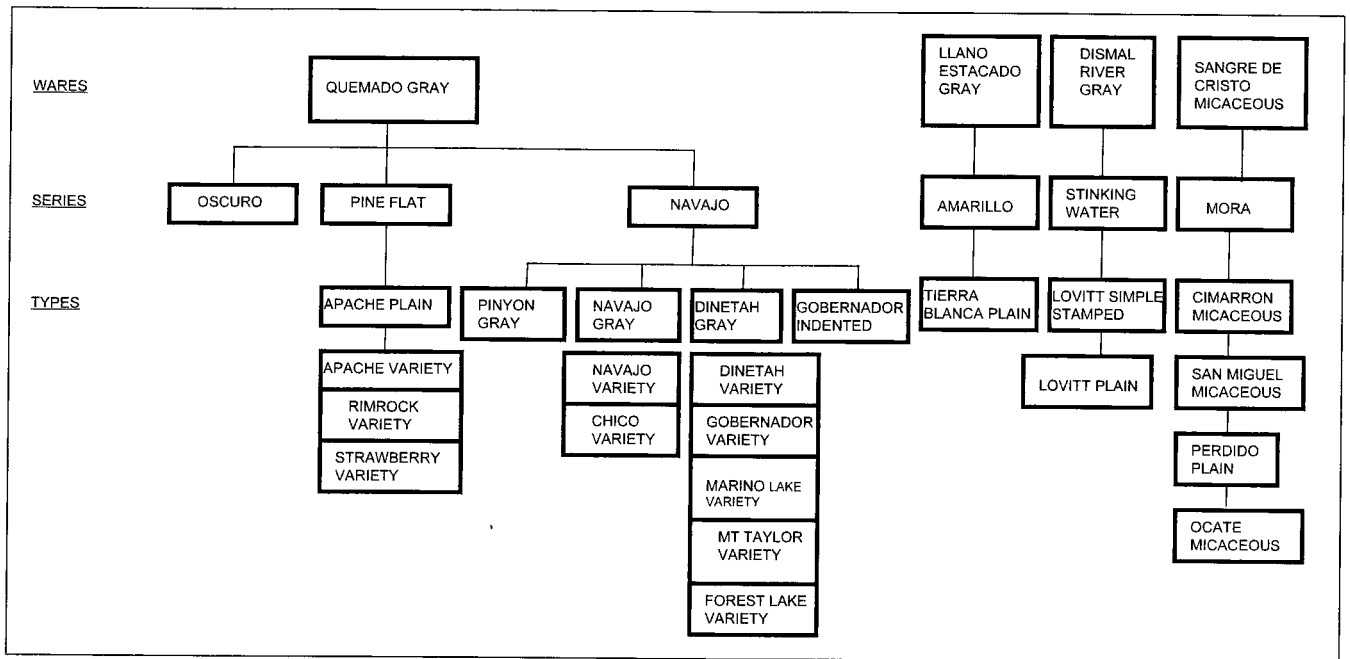 WARES
QUEMADO GRAY
LLANO
ESTACADO
GRAY
DISMAL
RIVER
GRAY
SANGRE DE
CRISTO
MICACEOUS
SERIES
OSCURO
PINE FLAT
NAVAJO
AMARILLO
STINKING
WATER
MORA
TYPES
APACHE PLAIN
PINYON
GRAY
NAVAJO
GRAY
DINETAH
GRAY
GOBERNADOR
INDENTED
TIERRA
BLANCA PLAIN
LOVITT SIMPLE
STAMPED
CIMARRON
MICACEOUS
APACHE VARIETY
RIMROCK
VARIETY
STRAWBERRY
VARIETY
NAVAJO
VARIETY
CHICO
VARIETY
DINETAH
VARIETY
GOBERNADOR
VARIETY
MARINO LAKE
VARIETY
MT TAYLOR
VARIETY
FOREST LAKE
VARIETY
LOVITT PLAIN
SAN MIGUEL
MICACEOUS
PERDIDO
PLAIN
OCATE
MICACEOUS